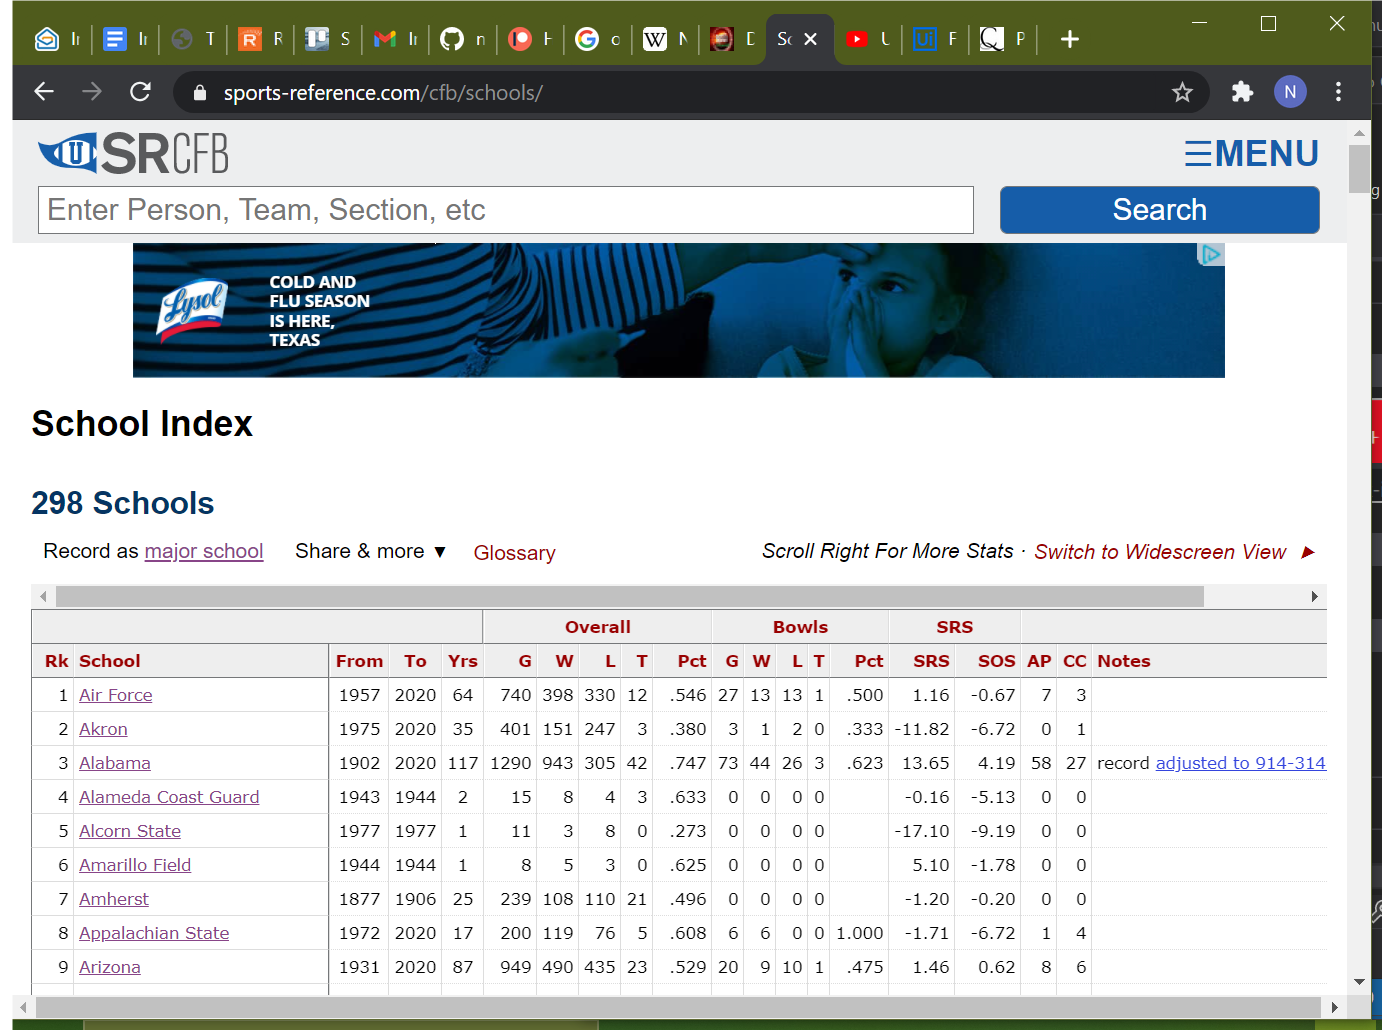 sports-reference.com/cfb/schools/
N
U SRCFB
MENU
Enter Person, Team, Section, etc
Search
Lysol
COLD AND
FLU SEASON
IS HERE,
TEXAS
School Index
298 Schools
Record as major school Share & more ▼ Glossary
Scroll Right For More Stats · Switch to Widescreen View ▶
Overall Bowls SRS
Rk School From To Yrs G W L T Pct G W L T Pct SRS SOS AP CC Notes
1 Air Force 1957 2020 64 740 398 330 12 .546 27 13 13 1 .500 1.16 -0.67 7 3
2 Akron 1975 2020 35 401 151 247 3 .380 3 1 2 0 .333 -11.82 -6.72 0 1
3 Alabama 1902 2020 117 1290 943 305 42 .747 73 44 26 3 .623 13.65 4.19 58 27 record adjusted to 914-314
4 Alameda Coast Guard 1943 1944 2 15 8 4 3 .633 0 0 0 0 -0.16 -5.13 0 0
5 Alcorn State 1977 1977 1 11 3 8 0 .273 0 0 0 0 -17.10 -9.19 0 0
6 Amarillo Field 1944 1944 1 8 5 3 0 .625 0 0 0 0 5.10 -1.78 0 0
7 Amherst 1877 1906 25 239 108 110 21 .496 0 0 0 0 -1.20 -0.20 0 0
8 Appalachian State 1972 2020 17 200 119 76 5 .608 6 6 0 0 1.000 -1.71 -6.72 1 4
9 Arizona 1931 2020 87 949 490 435 23 .529 20 9 10 1 .475 1.46 0.62 8 6